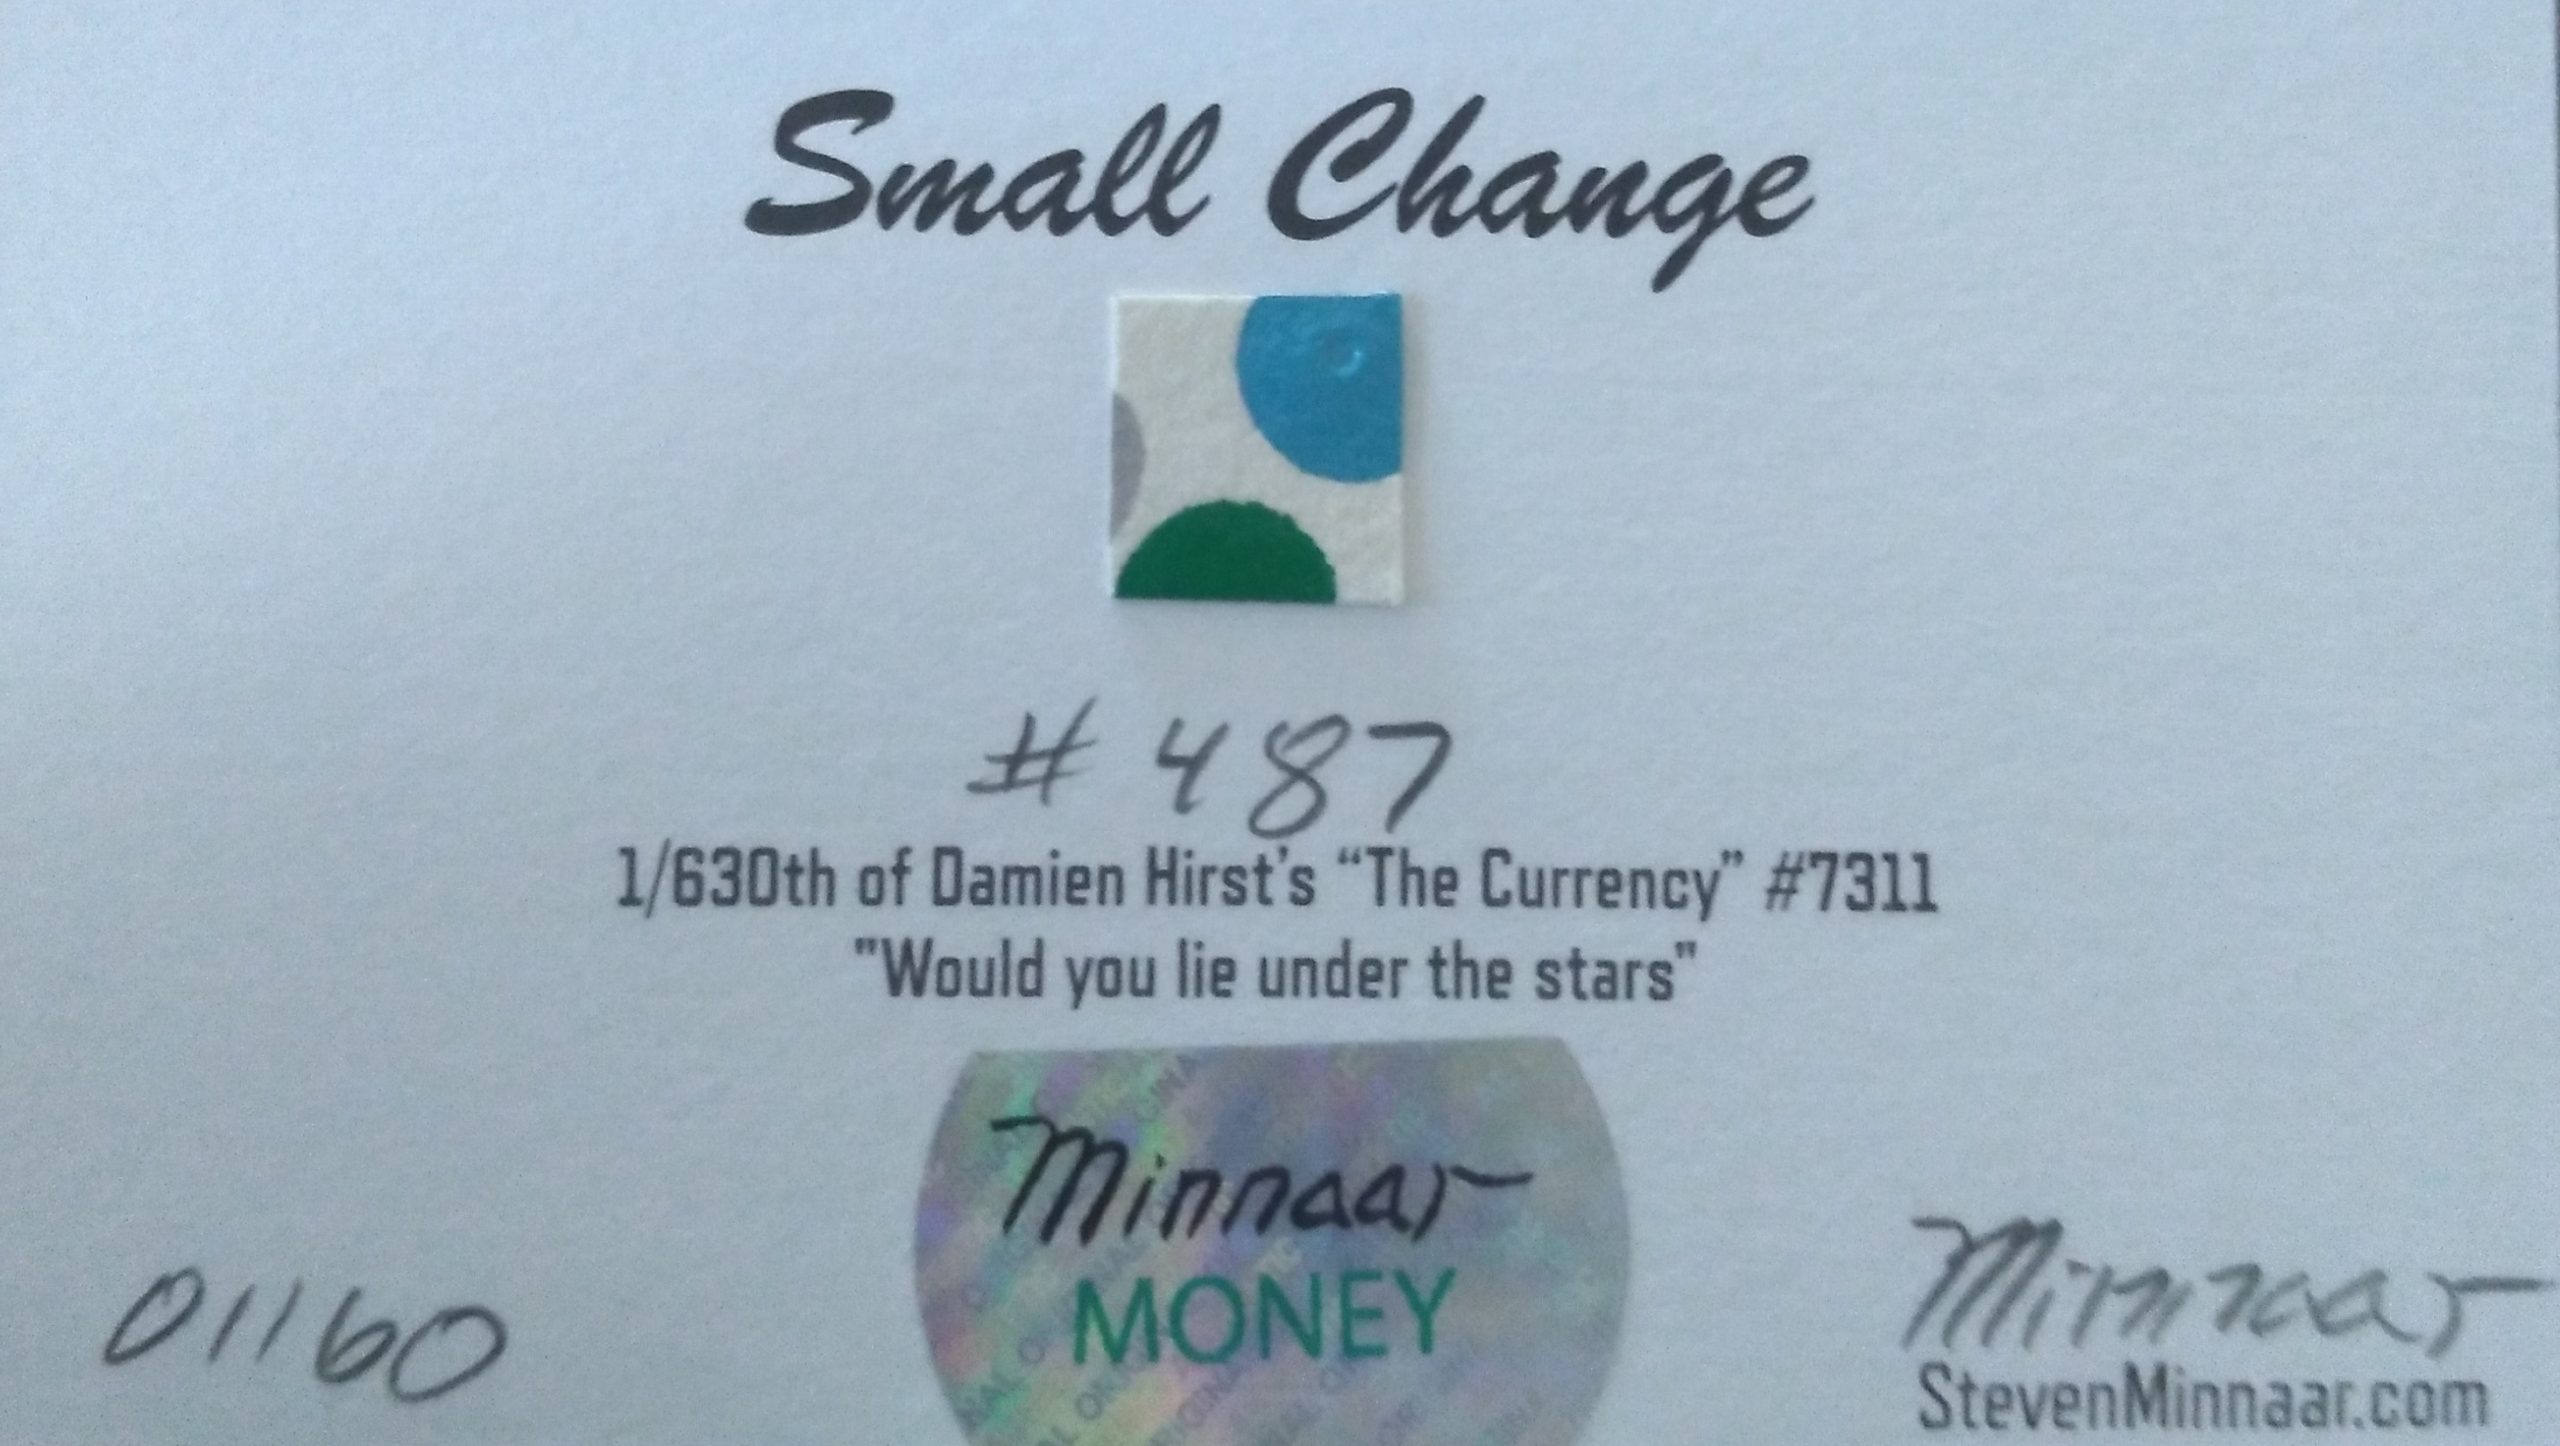 Small Change
# 487
1/630th of Damien Hirst's “The Currency” #7311
"Would you lie under the stars"
Minnaar
MONEY
01160
Minnaar
StevenMinnaar.com